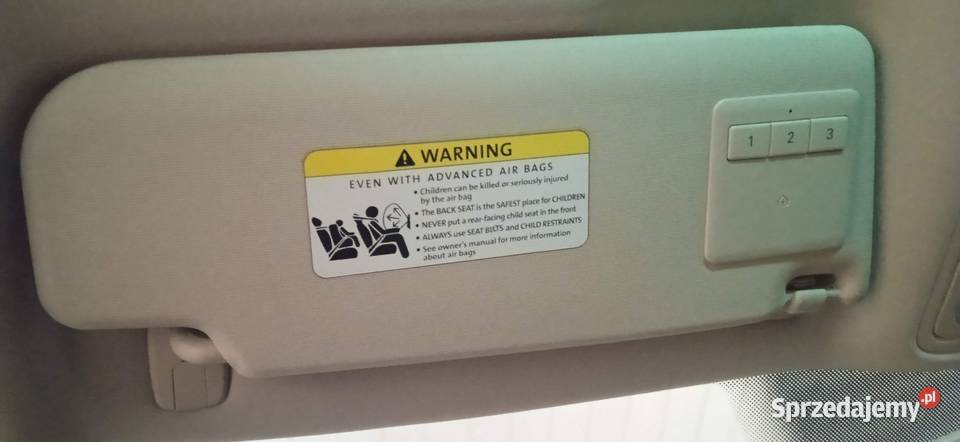 WARNING
EVEN WITH ADVANCED AIR BAGS
• Children can be killed or seriously injured
by the air bag
• The BACK SEAT is the SAFEST place for CHILDREN
• NEVER put a rear-facing child seat in the front
• ALWAYS use SEAT BELTS and CHILD RESTRAINTS
• See owner's manual for more information
about air bags
1 2 3
Sprzedajemy.pl